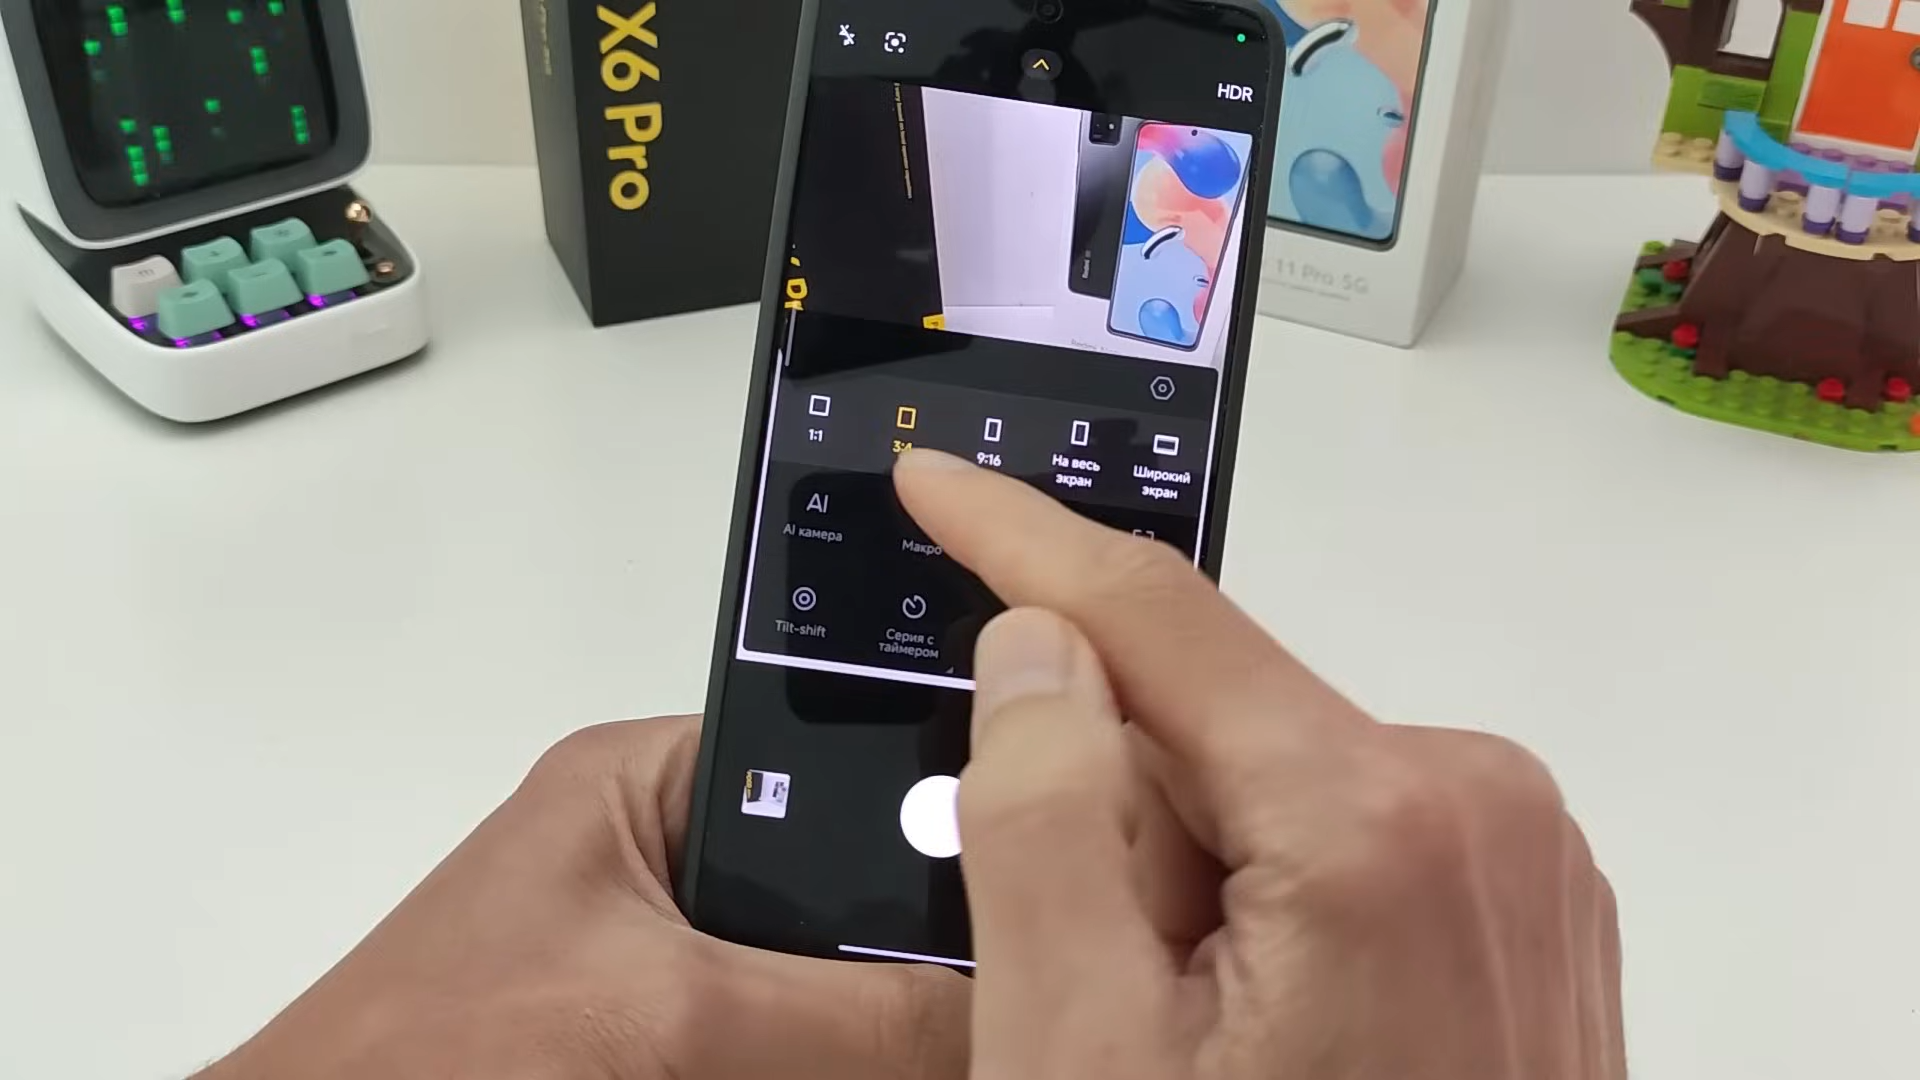 X6 Pro
HDR
1:1
3:4
9:16
На весь
экран
Широкий
экран
AI
AI камера
Макро
Tilt-shift
Серия с
таймером
11 Pro 5G